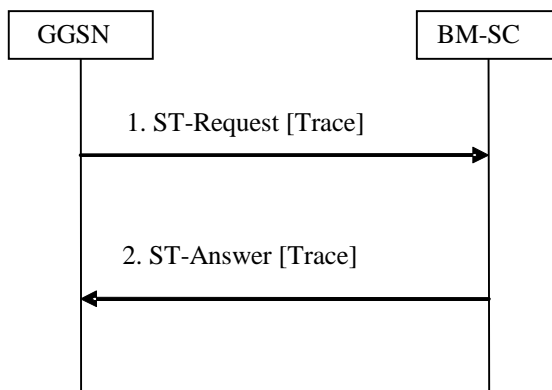 GGSN
BM-SC
1. ST-Request [Trace]
2. ST-Answer [Trace]